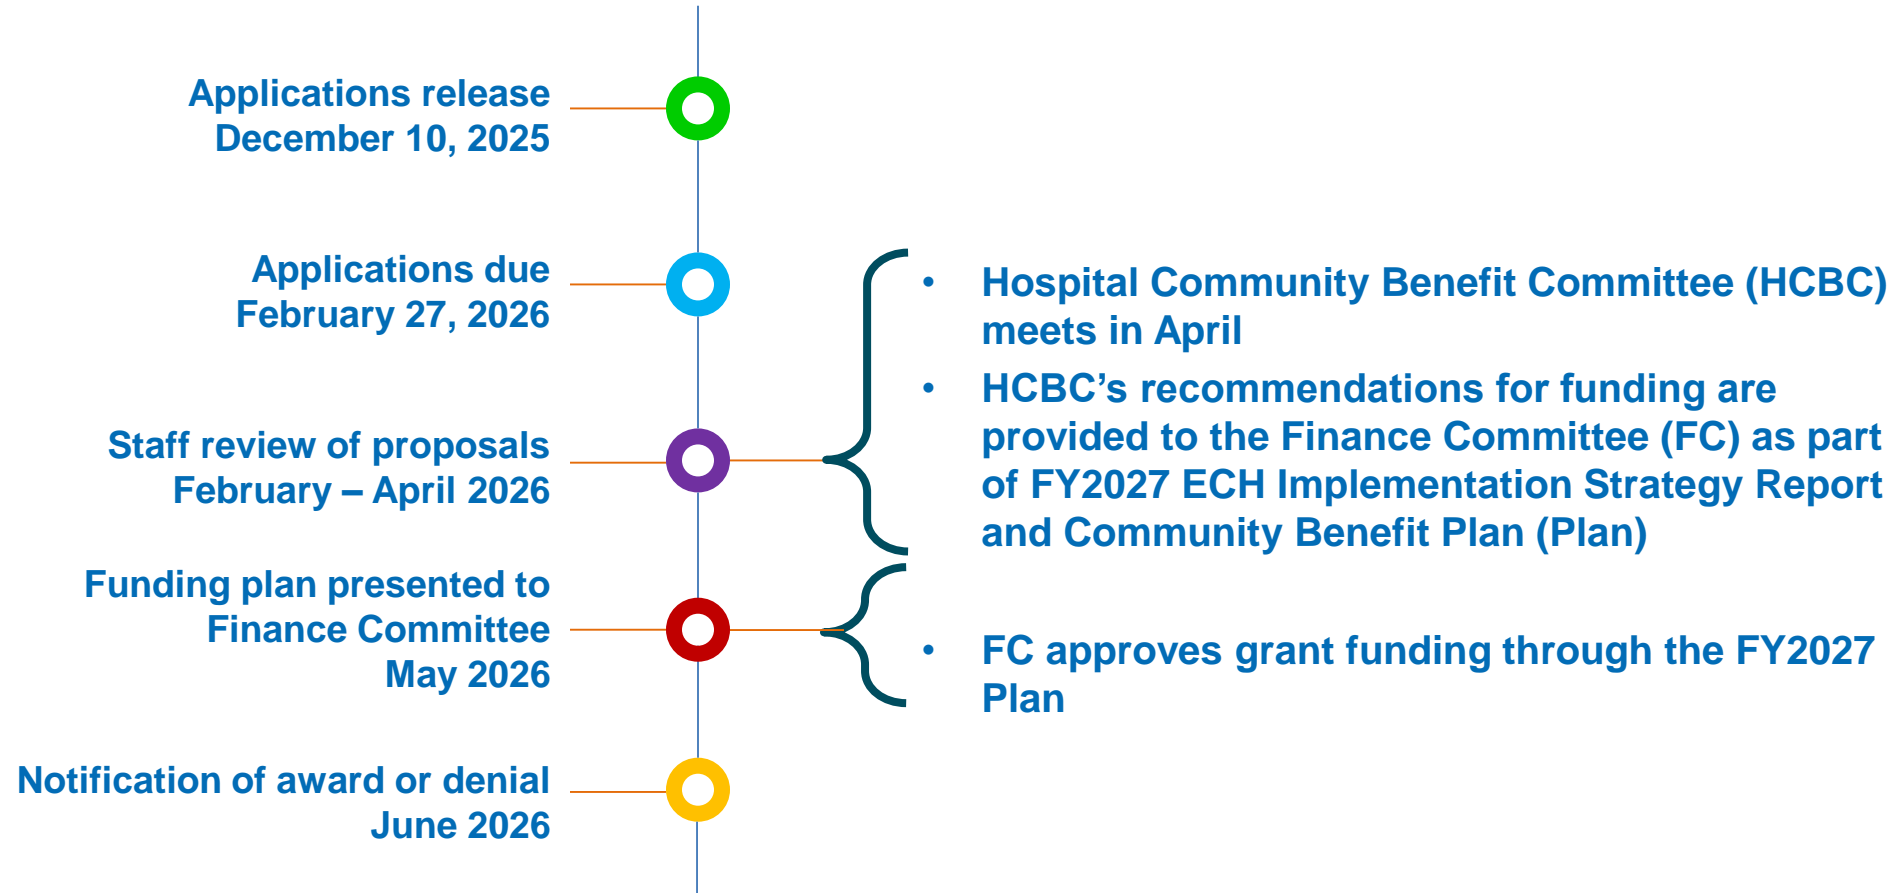 Applications release
December 10, 2025
Applications due
February 27, 2026
Staff review of proposals
February – April 2026
• Hospital Community Benefit Committee (HCBC)
meets in April
• HCBC’s recommendations for funding are
provided to the Finance Committee (FC) as part
of FY2027 ECH Implementation Strategy Report
and Community Benefit Plan (Plan)
Funding plan presented to
Finance Committee
May 2026
• FC approves grant funding through the FY2027
Plan
Notification of award or denial
June 2026